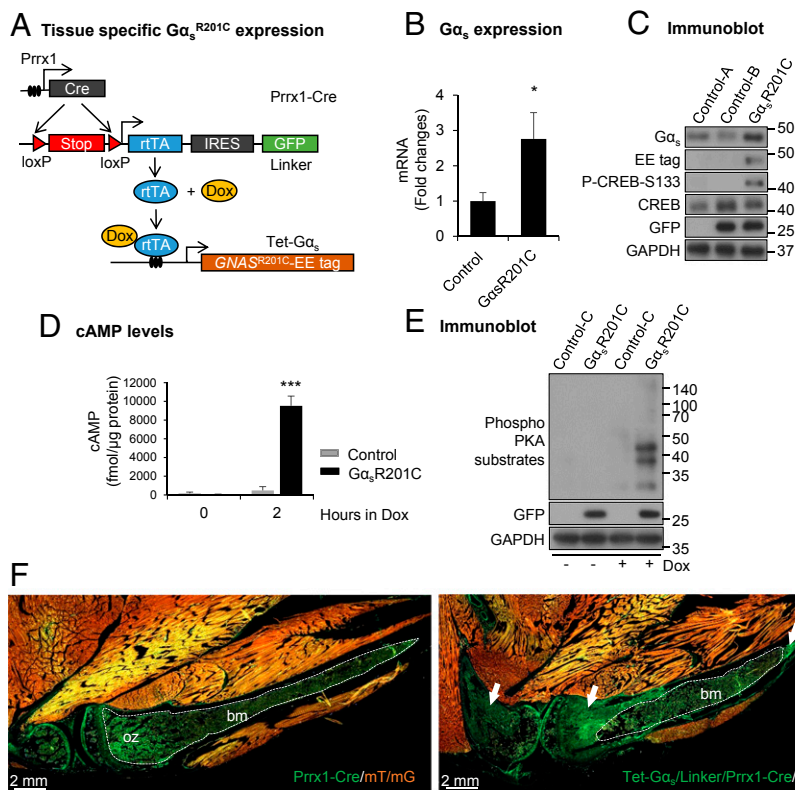 A Tissue specific GαsR201C expression
Prrx1
Cre
Prrx1-Cre
Stop rtTA IRES GFP
loxP loxP Linker
rtTA + Dox
Dox
rtTA
Tet-Gαs
GNASR201C-EE tag
B Gαs expression
mRNA
(Fold changes)
4
3
2
1
0
*
Control
GαsR201C
C Immunoblot
Control-A
Control-B
GαsR201C
Gαs 50
EE tag 50
P-CREB-S133 40
CREB 40
GFP 25
GAPDH 37
D cAMP levels
cAMP
(fmol/µg protein)
12000
10000
8000
6000
4000
2000
0
***
Control
GαsR201C
0 2 Hours in Dox
E Immunoblot
Control-C
GαsR201C
Control-C
GαsR201C
Phospho
PKA
substrates
140
100
70
50
40
35
GFP 25
GAPDH 35
- - + + Dox
F
oz
bm
2 mm
Prrx1-Cre/mT/mG
bm
2 mm
Tet-Gαs/Linker/Prrx1-Cre/